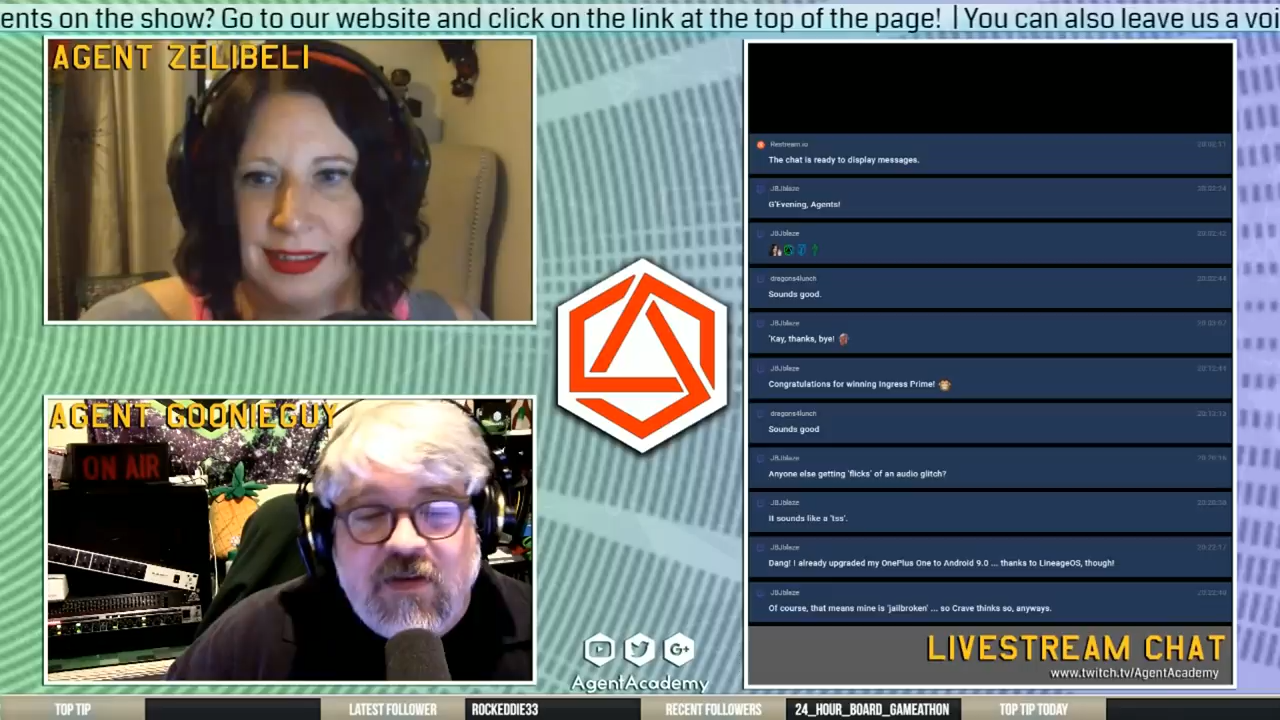 ents on the show? Go to our website and click on the link at the top of the page! | You can also leave us a voi
AGENT ZELIBELI
AGENT GOONIEGUY
ON AIR
Restream.io
The chat is ready to display messages.
JBJblaze
G'Evening, Agents!
JBJblaze
dragons4lunch
Sounds good.
JBJblaze
'Kay, thanks, bye!
JBJblaze
Congratulations for winning Ingress Prime!
dragons4lunch
Sounds good
JBJblaze
Anyone else getting 'flicks' of an audio glitch?
JBJblaze
It sounds like a 'tss'.
JBJblaze
Dang! I already upgraded my OnePlus One to Android 9.0 ... thanks to LineageOS, though!
JBJblaze
Of course, that means mine is 'jailbroken' ... so Crave thinks so, anyways.
LIVESTREAM CHAT
www.twitch.tv/AgentAcademy
G+
AgentAcademy
TOP TIP
LATEST FOLLOWER
ROCKEDDIE33
RECENT FOLLOWERS
24_HOUR_BOARD_GAMEATHON
TOP TIP TODAY